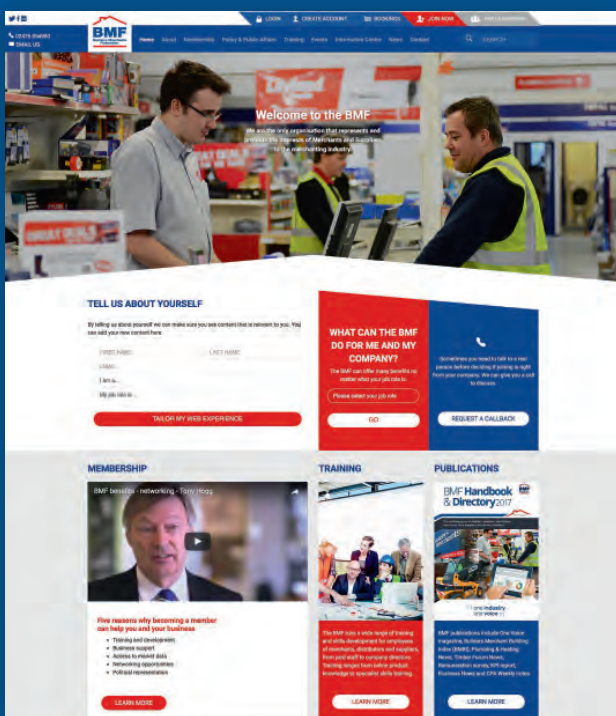 LOGIN CREATE ACCOUNT BOOKINGS JOIN NOW
02476 854980
EMAIL US
BMF
Home About Membership Policy & Public Affairs Training Events Information Centre News Contact
Welcome to the BMF
We are the only organisation that represents and
protects the interests of Merchants and Suppliers
to the merchanting industry.
GREAT DEALS
TELL US ABOUT YOURSELF
By telling us about yourself we can make sure you see content that is relevant to you. You
can add your new content here.
FIRST NAME
LAST NAME
EMAIL
I am a...
My job role is...
TAILOR MY WEB EXPERIENCE
WHAT CAN THE BMF
DO FOR ME AND MY
COMPANY?
The BMF can offer many benefits no
matter what your job role is.
Please select your job role
GO
Sometimes you need to talk to a real
person before deciding if joining is right
from your company. We can give you a call
to discuss.
REQUEST A CALLBACK
MEMBERSHIP
BMF benefits - networking - Tony Hogg
Five reasons why becoming a member
can help you and your business
Training and development
Business support
Access to market data
Networking opportunities
Political representation
LEARN MORE
TRAINING
The BMF runs a wide range of training
and skills development for employees
of merchants, distributors and suppliers,
from yard staff to company directors.
Training ranges from online product
knowledge to specialist skills training.
LEARN MORE
PUBLICATIONS
BMF Handbook
& Directory 2017
one industry
one voice
BMF publications include One Voice
magazine, Builders Merchant Building
Index (BMBI), Plumbing & Heating
News, Timber Forum News,
Remuneration survey, KPI report,
Business News and CPA Weekly notes
LEARN MORE